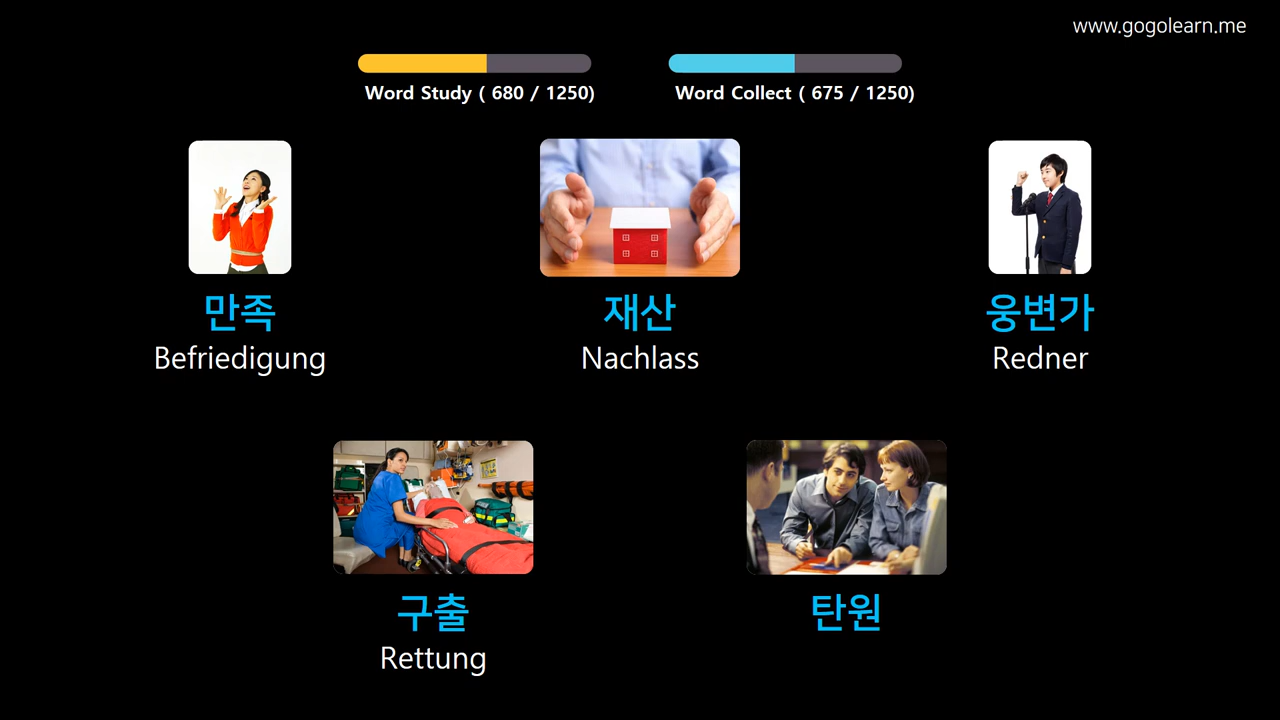 www.gogolearn.me
Word Study ( 680 / 1250)
Word Collect ( 675 / 1250)
만족
Befriedigung
재산
Nachlass
웅변가
Redner
구출
Rettung
탄원